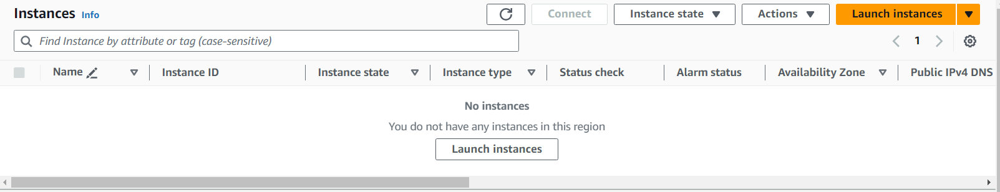 Instances Info
Connect
Instance state
Actions
Launch instances
Find Instance by attribute or tag (case-sensitive)
1
Name
Instance ID
Instance state
Instance type
Status check
Alarm status
Availability Zone
Public IPv4 DNS
No instances
You do not have any instances in this region
Launch instances